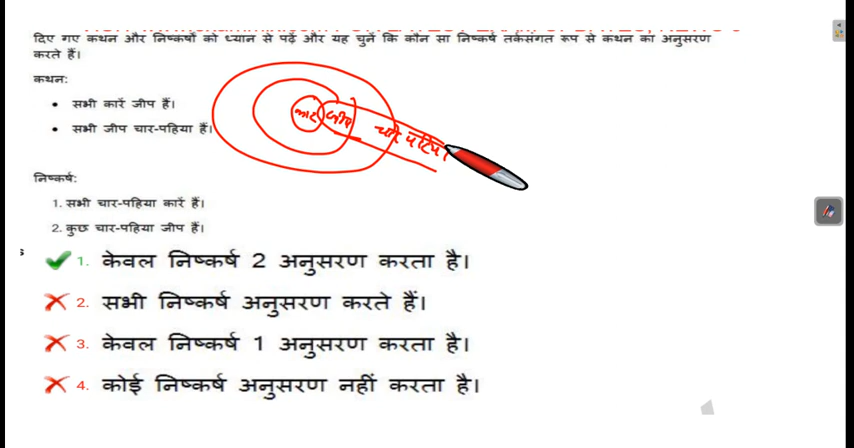 दिए गए कथन और निष्कर्षों को ध्यान से पढ़ें और यह चुनें कि कौन सा निष्कर्ष तर्कसंगत रूप से कथन का अनुसरण
करते हैं।
कथन:
• सभी कारें जीप हैं।
• सभी जीप चार-पहिया हैं।
कार जीप
चार पहिया
निष्कर्ष:
1. सभी चार-पहिया कारें हैं।
2. कुछ चार-पहिया जीप हैं।
1. केवल निष्कर्ष 2 अनुसरण करता है।
2. सभी निष्कर्ष अनुसरण करते हैं।
3. केवल निष्कर्ष 1 अनुसरण करता है।
4. कोई निष्कर्ष अनुसरण नहीं करता है।